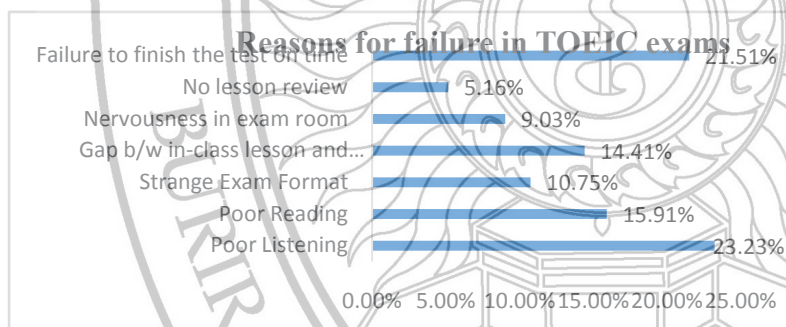 Reasons for failure in TOEIC exams
Failure to finish the test on time 21.51%
No lesson review 5.16%
Nervousness in exam room 9.03%
Gap b/w in-class lesson and... 14.41%
Strange Exam Format 10.75%
Poor Reading 15.91%
Poor Listening 23.23%
0.00% 5.00% 10.00% 15.00% 20.00% 25.00%
BURIR